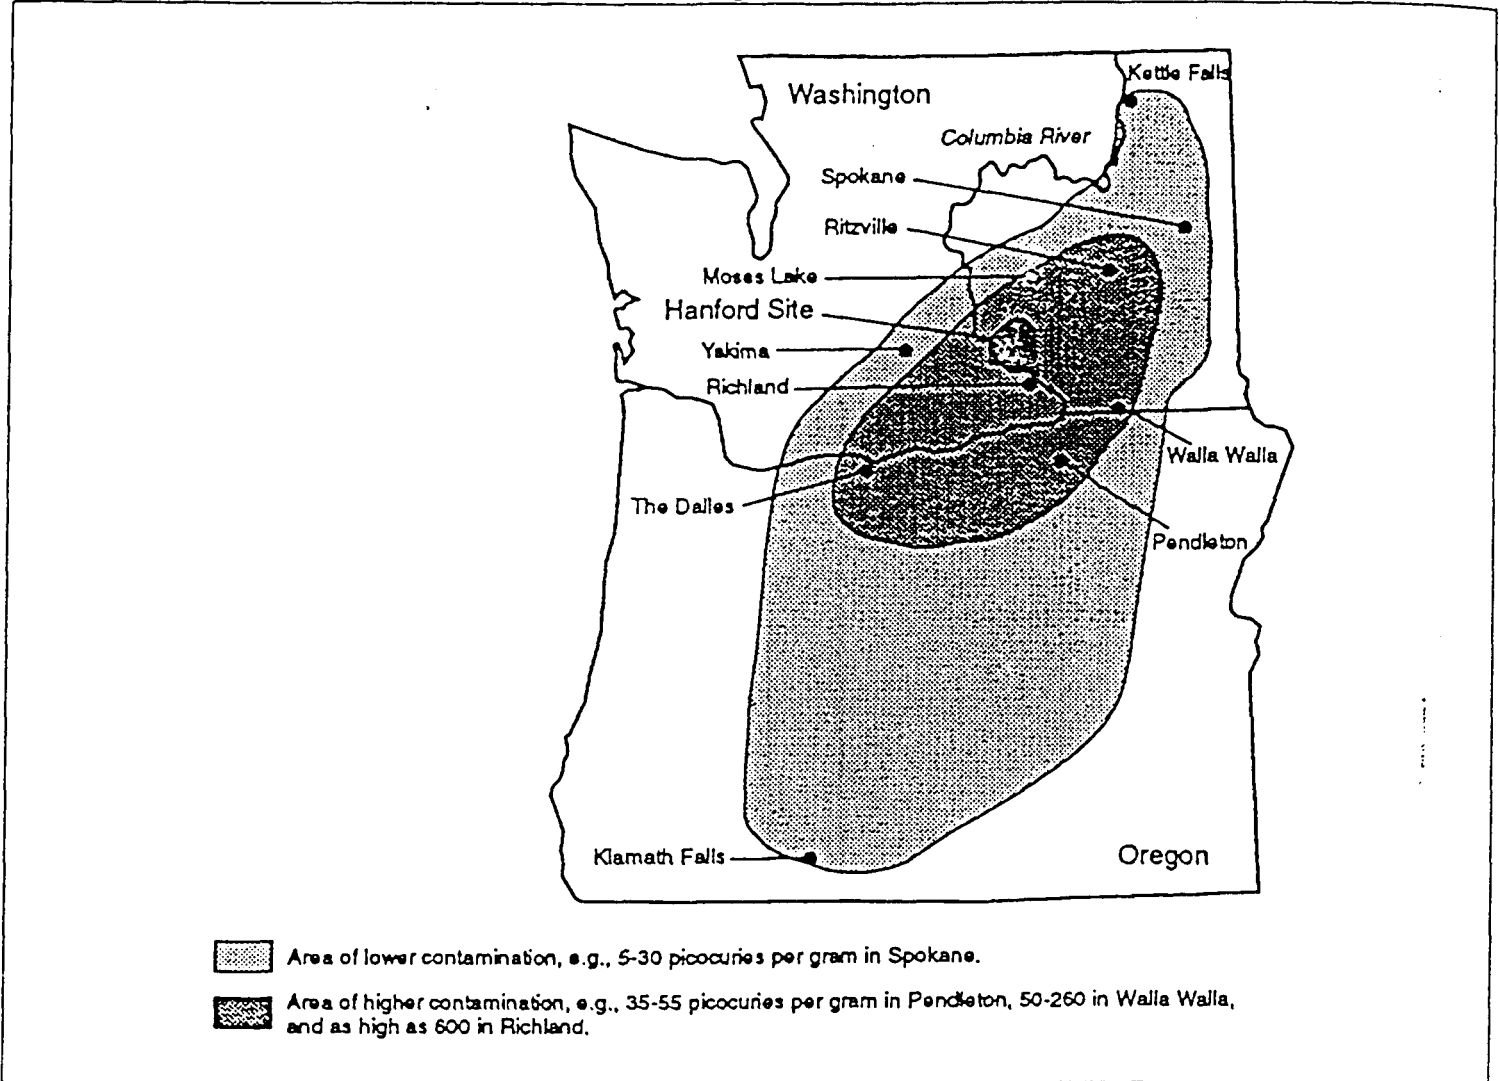 Kettle Falls
Washington
Columbia River
Spokane
Ritzville
Moses Lake
Hanford Site
Yakima
Richland
Walla Walla
The Dalles
Pendleton
Klamath Falls
Oregon
Area of lower contamination, e.g., 5-30 picocuries per gram in Spokane.
Area of higher contamination, e.g., 35-55 picocuries per gram in Pendleton, 50-260 in Walla Walla,
and as high as 600 in Richland.